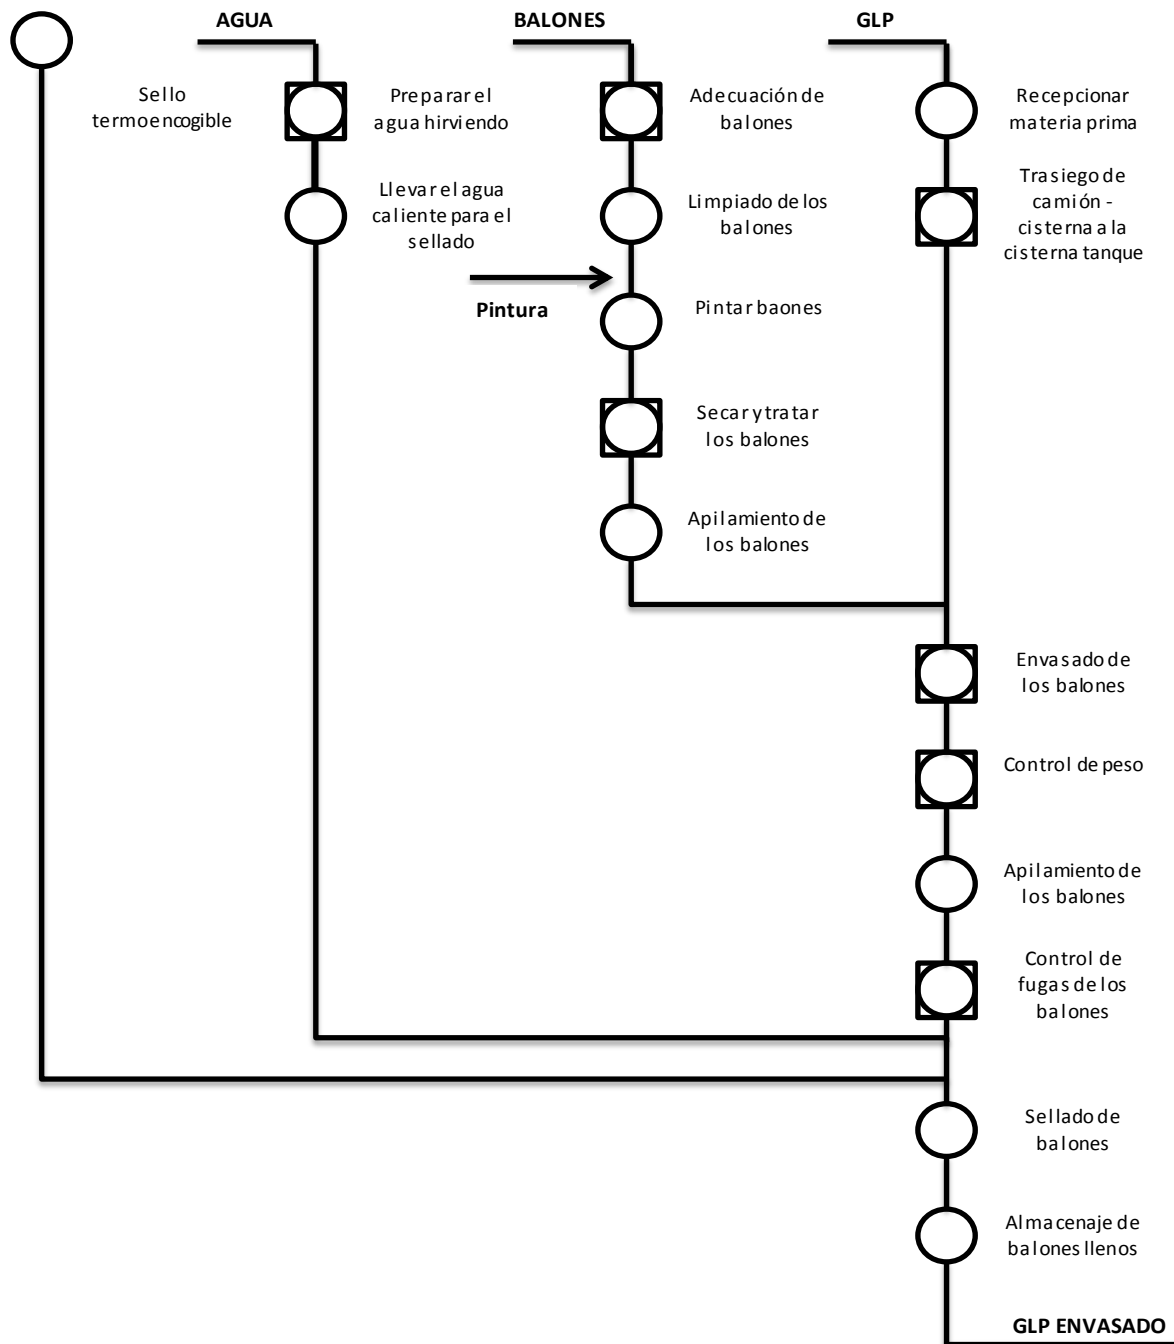 AGUA
BALONES
GLP
Sello
termoencogible
Preparar el
agua hirviendo
Adecuación de
balones
Recepcionar
materia prima
Llevar el agua
caliente para el
sellado
Limpiado de los
balones
Trasiego de
camión -
cisterna a la
cisterna tanque
Pintura
Pintar baones
Secar y tratar
los balones
Apilamiento de
los balones
Envasado de
los balones
Control de peso
Apilamiento de
los balones
Control de
fugas de los
balones
Sellado de
balones
Almacenaje de
balones llenos
GLP ENVASADO